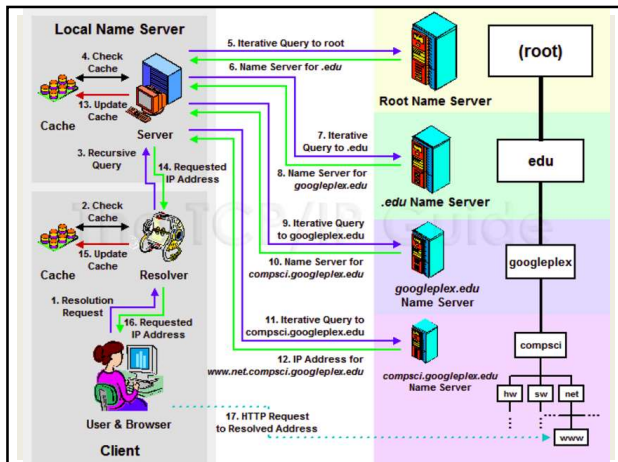 Local Name Server
4. Check
Cache
13. Update
Cache
Cache
Server
3. Recursive
Query
14. Requested
IP Address
2. Check
Cache
15. Update
Cache
Cache
Resolver
1. Resolution
Request
16. Requested
IP Address
User & Browser
Client
5. Iterative Query to root
6. Name Server for .edu
7. Iterative
Query to .edu
8. Name Server for
googleplex.edu
9. Iterative Query
to googleplex.edu
10. Name Server for
compsci.googleplex.edu
11. Iterative Query to
compsci.googleplex.edu
12. IP Address for
www.net.compsci.googleplex.edu
17. HTTP Request
to Resolved Address
Root Name Server
.edu Name Server
googleplex.edu
Name Server
compsci.googleplex.edu
Name Server
(root)
edu
googleplex
compsci
hw
sw
net
www
The TCP/IP Guide